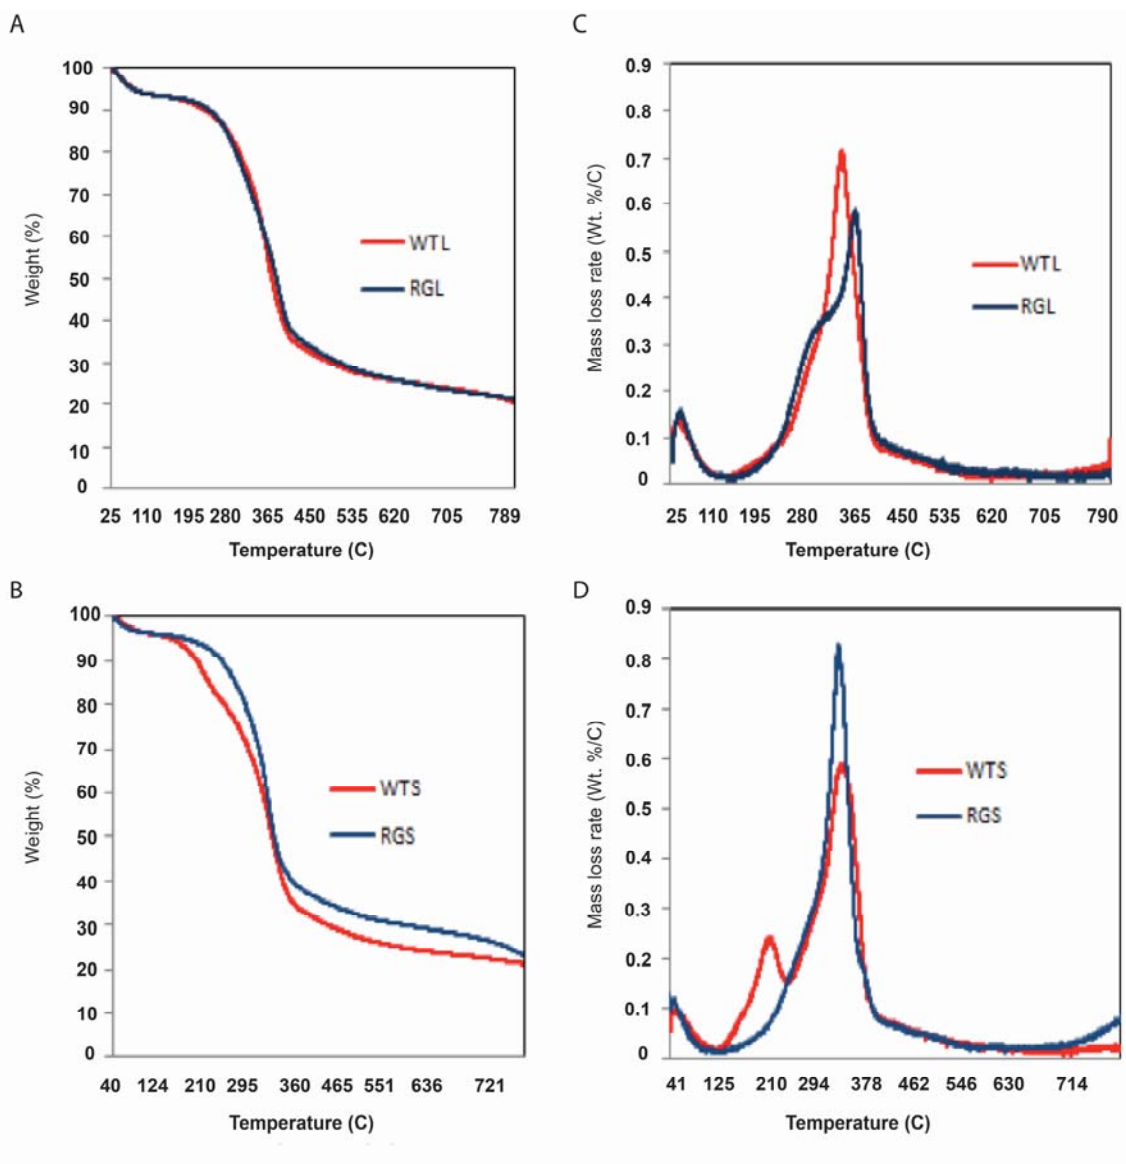 A
100
90
80
70
60
50
40
30
20
10
0
Weight (%)
WTL
RGL
25 110 195 280 365 450 535 620 705 789
Temperature (C)
C
0.9
0.8
0.7
0.6
0.5
0.4
0.3
0.2
0.1
0
Mass loss rate (Wt. %/C)
WTL
RGL
25 110 195 280 365 450 535 620 705 790
Temperature (C)
B
100
90
80
70
60
50
40
30
20
10
0
Weight (%)
WTS
RGS
40 124 210 295 360 465 551 636 721
Temperature (C)
D
0.9
0.8
0.7
0.6
0.5
0.4
0.3
0.2
0.1
0
Mass loss rate (Wt. %/C)
WTS
RGS
41 125 210 294 378 462 546 630 714
Temperature (C)